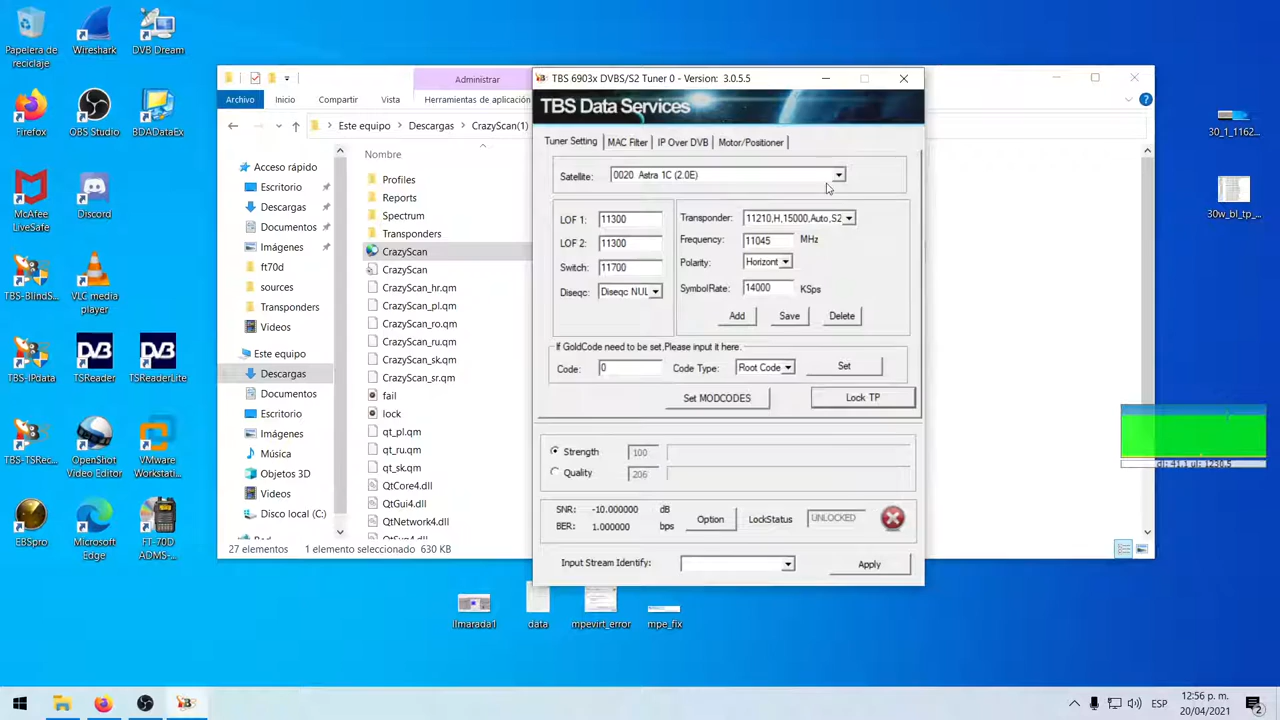 Papelera de
reciclaje
Wireshark
DVB Dream
Firefox
OBS Studio
BDADataEx
McAfee
LiveSafe
Discord
TBS-BlindS...
VLC media
player
TBS-IPdata
TSReader
TSReaderLite
TBS-TSRec...
OpenShot
Video Editor
VMware
Workstati...
EBSpro
Microsoft
Edge
FT-70D
ADMS-...
Administrar
Archivo
Inicio
Compartir
Vista
Herramientas de aplicación
Este equipo
Descargas
CrazyScan(1)
Nombre
Acceso rápido
Escritorio
Descargas
Documentos
Imágenes
ft70d
sources
Transponders
Videos
Este equipo
Descargas
Documentos
Escritorio
Imágenes
Música
Objetos 3D
Videos
Disco local (C:)
Profiles
Reports
Spectrum
Transponders
CrazyScan
CrazyScan
CrazyScan_hr.qm
CrazyScan_pl.qm
CrazyScan_ro.qm
CrazyScan_ru.qm
CrazyScan_sk.qm
CrazyScan_sr.qm
fail
lock
qt_pl.qm
qt_ru.qm
qt_sk.qm
QtCore4.dll
QtGui4.dll
QtNetwork4.dll
27 elementos
1 elemento seleccionado 630 KB
TBS 6903x DVBS/S2 Tuner 0 - Version: 3.0.5.5
TBS Data Services
Tuner Setting
MAC Filter
IP Over DVB
Motor/Positioner
Satellite:
0020 Astra 1C (2.0E)
LOF 1:
11300
LOF 2:
11300
Switch:
11700
Diseqc:
Diseqc NUL
Transponder:
11210,H,15000,Auto,S2
Frequency:
11045
MHz
Polarity:
Horizont
SymbolRate:
14000
KSps
Add
Save
Delete
If GoldCode need to be set,Please input it here.
Code:
0
Code Type:
Root Code
Set
Set MODCODES
Lock TP
Strength
100
Quality
206
SNR:
-10.000000
dB
BER:
1.000000
bps
Option
LockStatus
UNLOCKED
Input Stream Identify:
Apply
30_1_1162...
30w_bl_tp_...
dl: 41.1 ul: 1230.5
llmarada1
data
mpevirt_error
mpe_fix
ESP
12:56 p. m.
20/04/2021
2